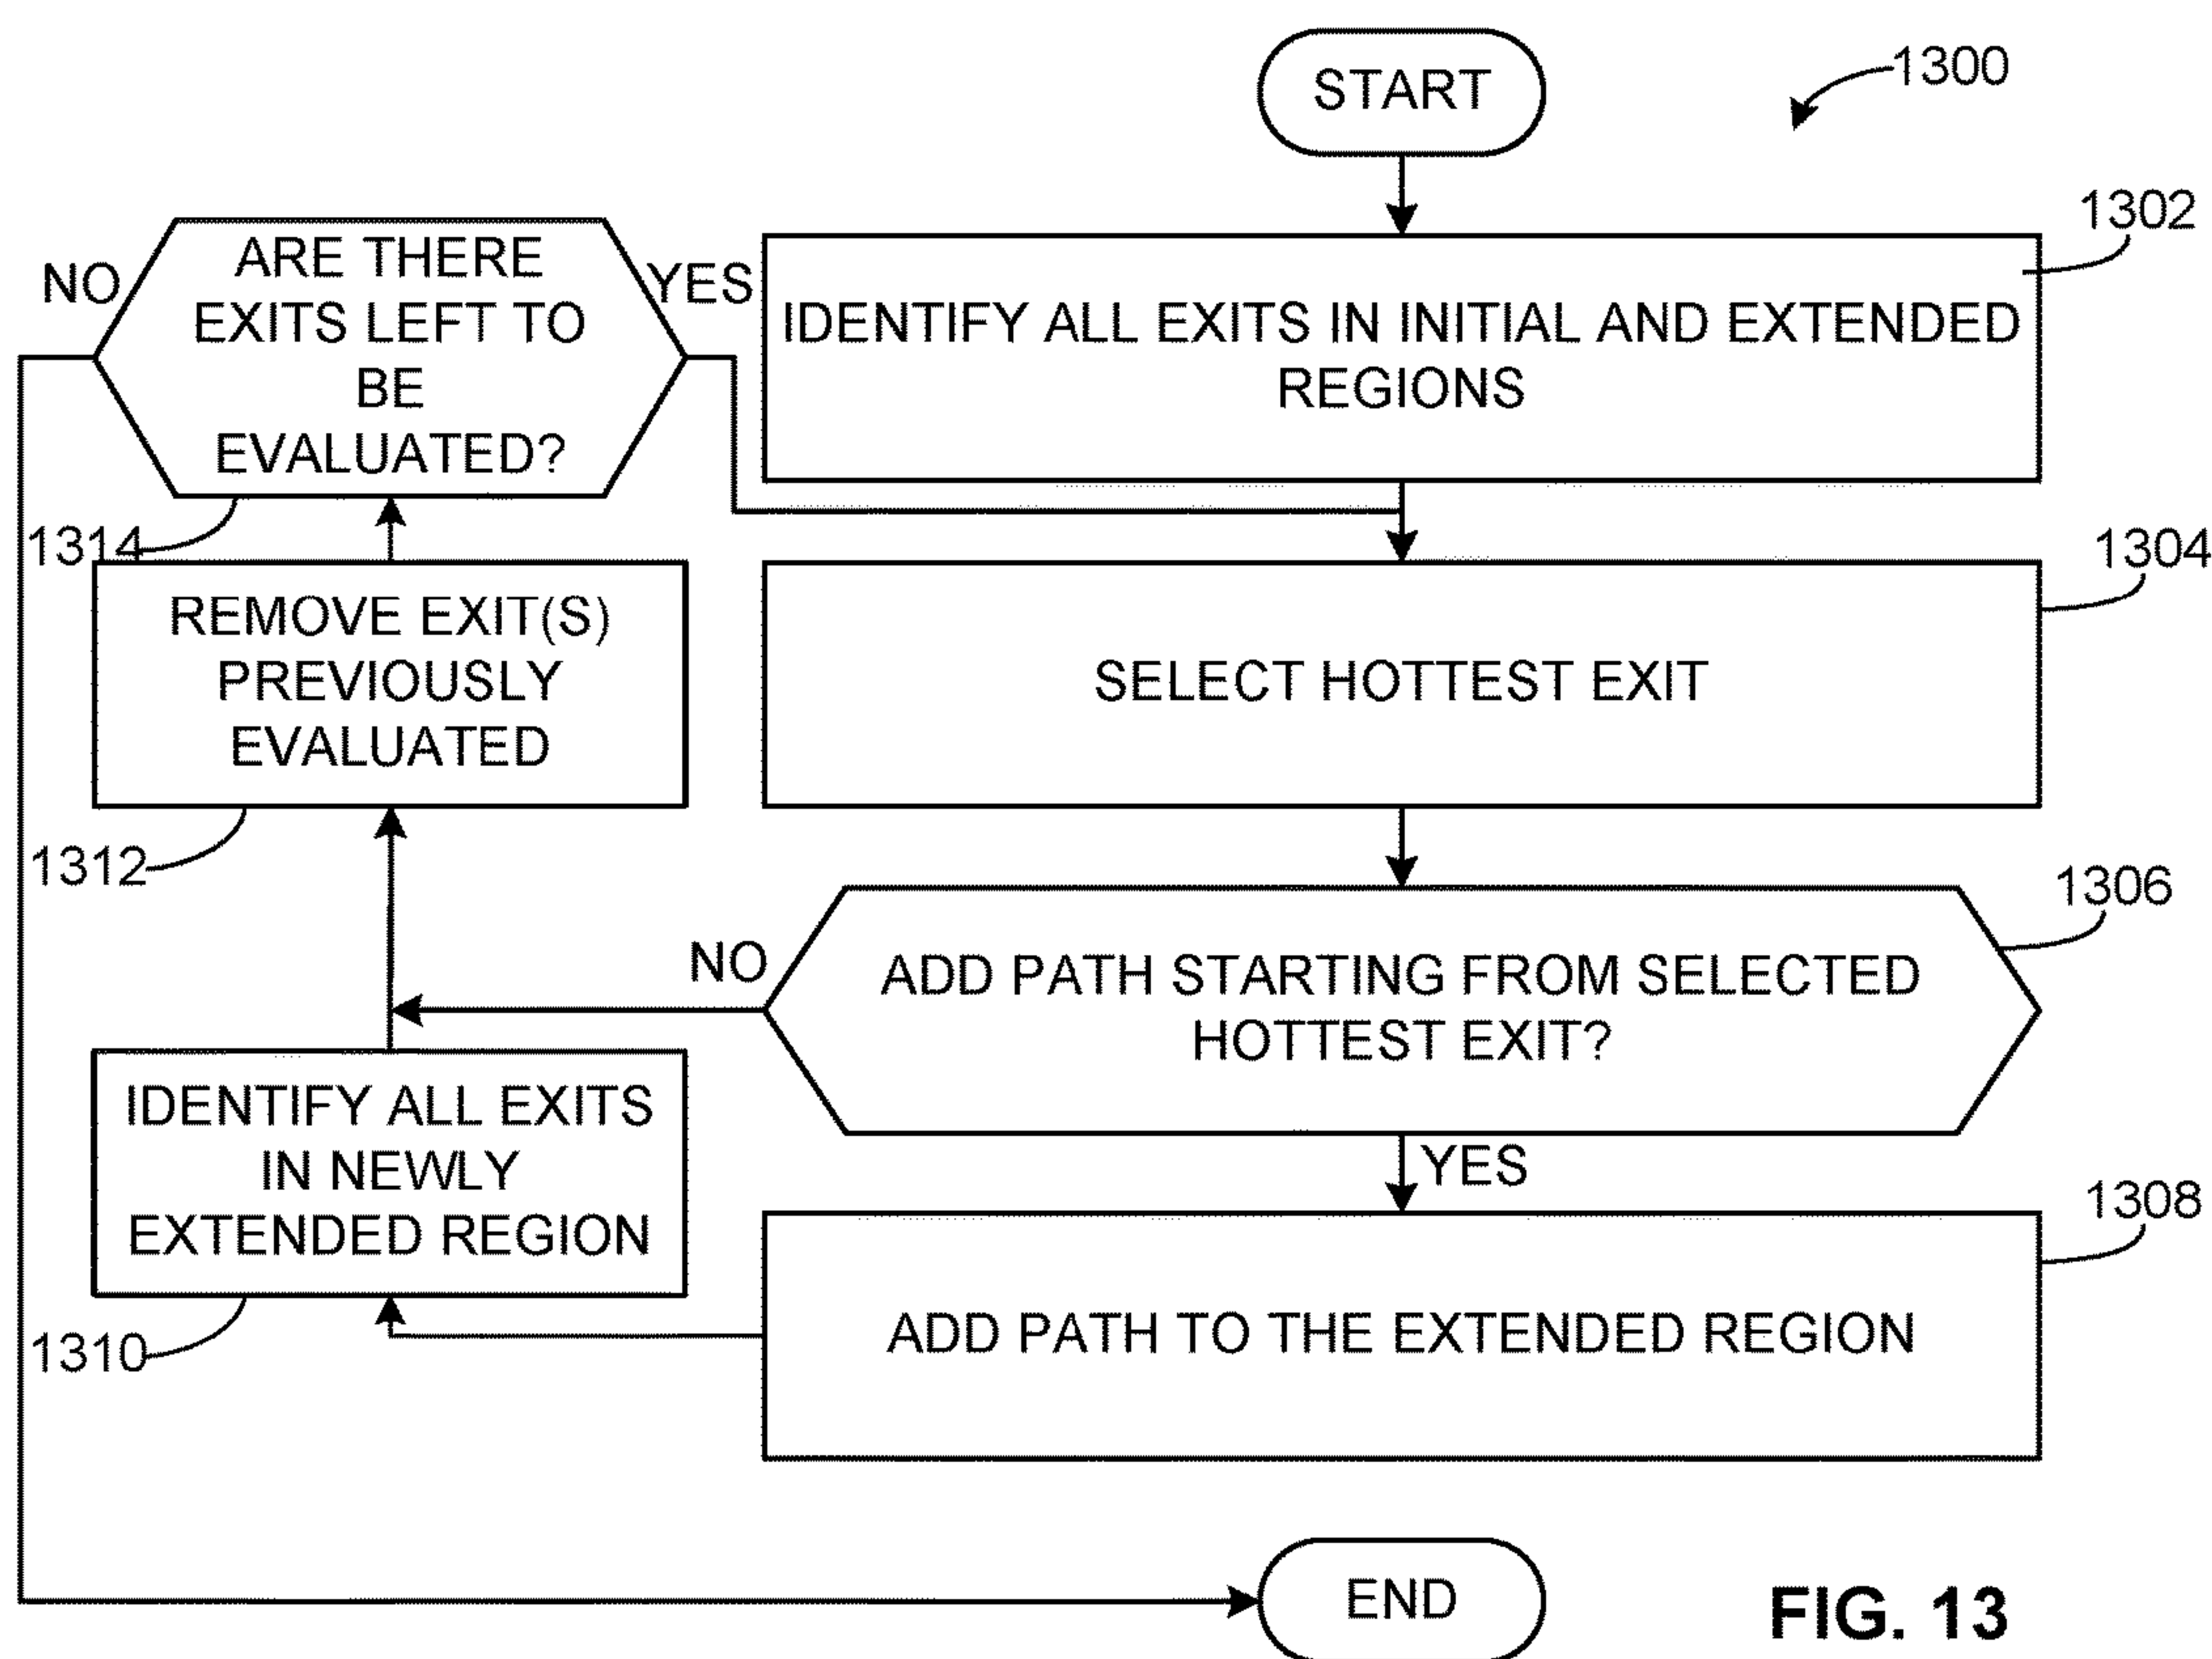 START
1300
1302
IDENTIFY ALL EXITS IN INITIAL AND EXTENDED
REGIONS
1304
SELECT HOTTEST EXIT
1306
ADD PATH STARTING FROM SELECTED
HOTTEST EXIT?
NO
YES
1308
ADD PATH TO THE EXTENDED REGION
IDENTIFY ALL EXITS
IN NEWLY
EXTENDED REGION
1310
REMOVE EXIT(S)
PREVIOUSLY
EVALUATED
1312
ARE THERE
EXITS LEFT TO
BE
EVALUATED?
1314
NO
YES
END
FIG. 13